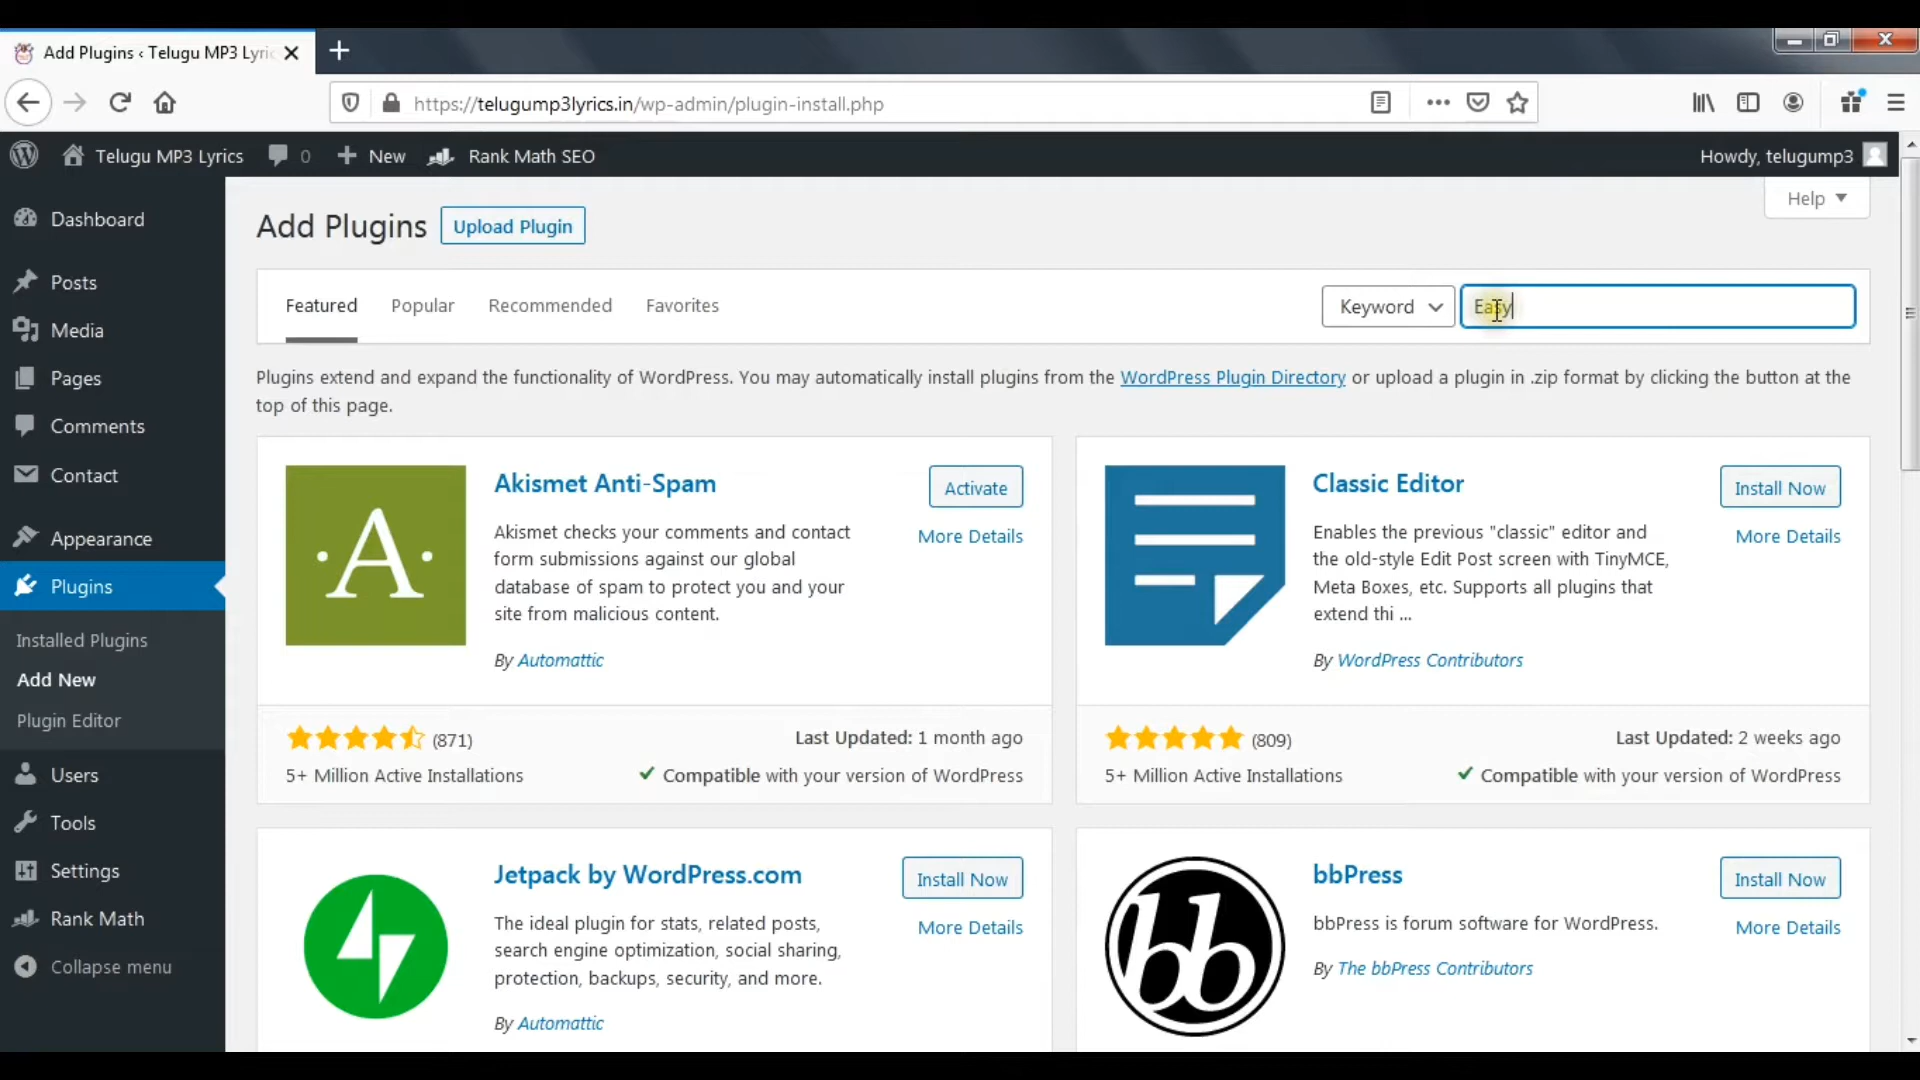 Add Plugins ‹ Telugu MP3 Lyric
https://telugump3lyrics.in/wp-admin/plugin-install.php
Telugu MP3 Lyrics 0 New Rank Math SEO
Howdy, telugump3
Help
Dashboard
Posts
Media
Pages
Comments
Contact
Appearance
Plugins
Installed Plugins
Add New
Plugin Editor
Users
Tools
Settings
Rank Math
Collapse menu
Add Plugins Upload Plugin
Featured Popular Recommended Favorites Keyword Easy
Plugins extend and expand the functionality of WordPress. You may automatically install plugins from the WordPress Plugin Directory or upload a plugin in .zip format by clicking the button at the
top of this page.
A
Akismet Anti-Spam
Activate
More Details
Akismet checks your comments and contact
form submissions against our global
database of spam to protect you and your
site from malicious content.
By Automattic
(871)
Last Updated: 1 month ago
5+ Million Active Installations
Compatible with your version of WordPress
Classic Editor
Install Now
More Details
Enables the previous "classic" editor and
the old-style Edit Post screen with TinyMCE,
Meta Boxes, etc. Supports all plugins that
extend thi ...
By WordPress Contributors
(809)
Last Updated: 2 weeks ago
5+ Million Active Installations
Compatible with your version of WordPress
Jetpack by WordPress.com
Install Now
More Details
The ideal plugin for stats, related posts,
search engine optimization, social sharing,
protection, backups, security, and more.
By Automattic
bb
bbPress
Install Now
More Details
bbPress is forum software for WordPress.
By The bbPress Contributors